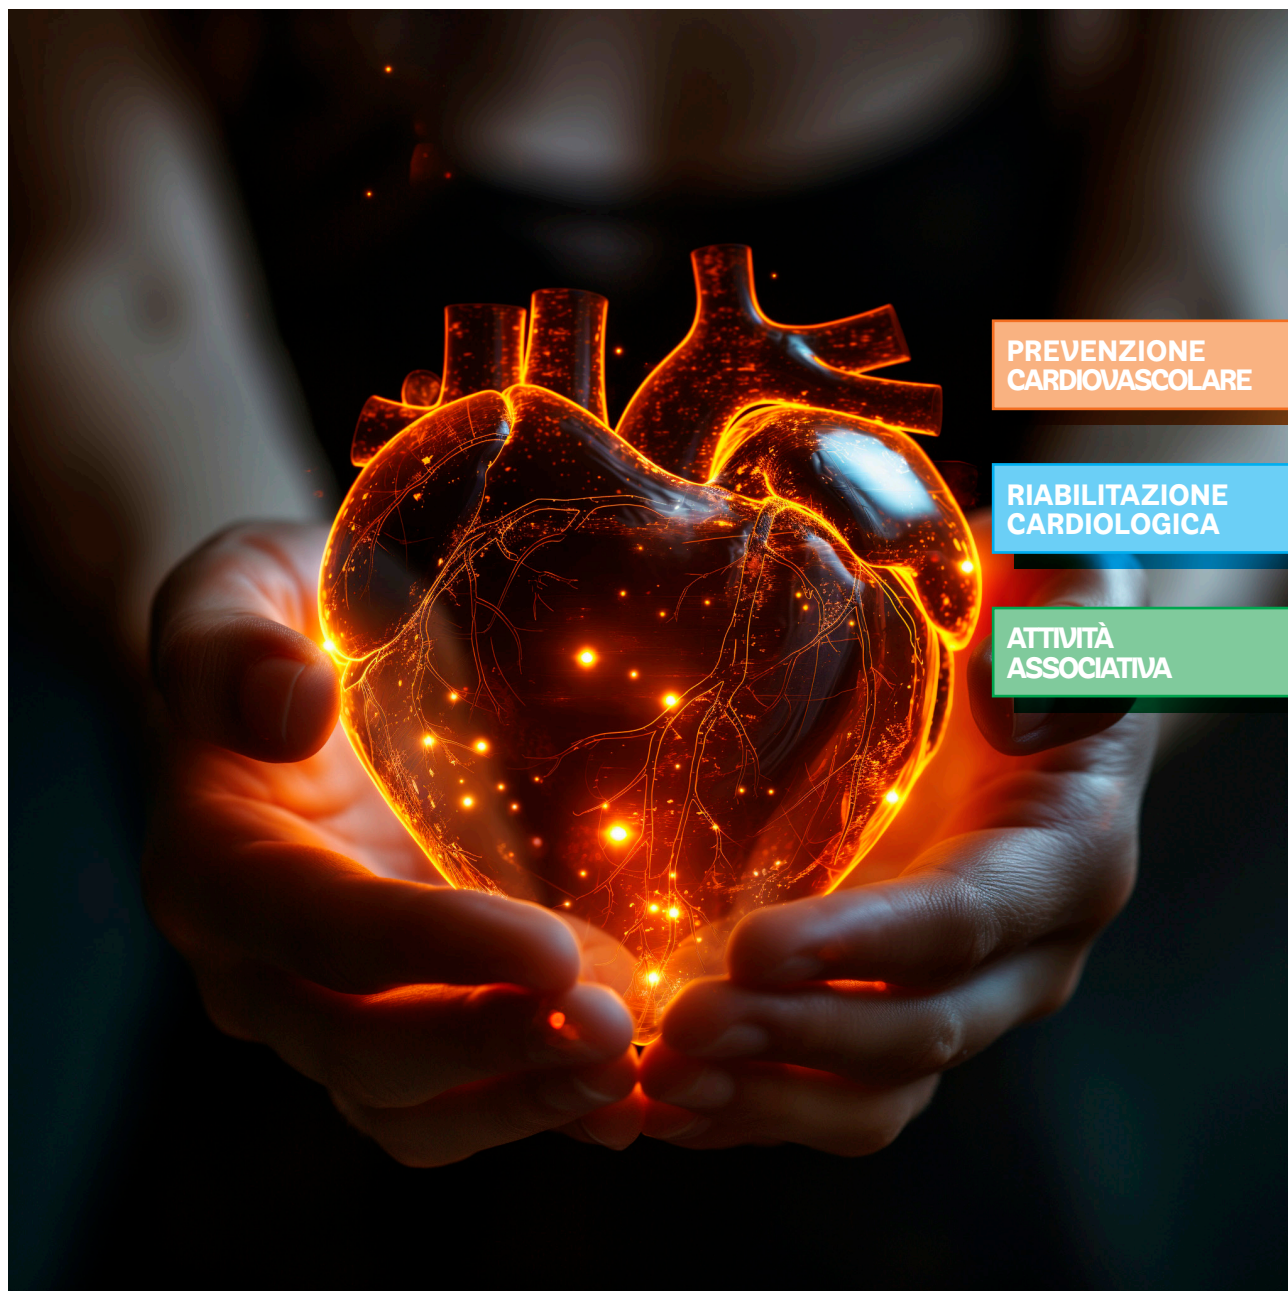 PREVENZIONE
CARDIOVASCOLARE
RIABILITAZIONE
CARDIOLOGICA
ATTIVITÀ
ASSOCIATIVA